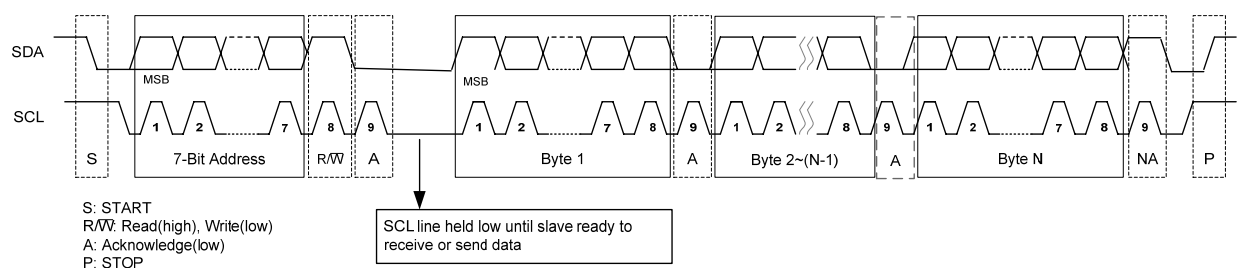 SDA
MSB
MSB
SCL
1 2 7 8 9 1 2 7 8 9 1 2 8 9 1 2 7 8 9
S 7-Bit Address R/W̅ A Byte 1 A Byte 2~(N-1) A Byte N NA P
S: START
R/W̅: Read(high), Write(low)
A: Acknowledge(low)
P: STOP
SCL line held low until slave ready to
receive or send data